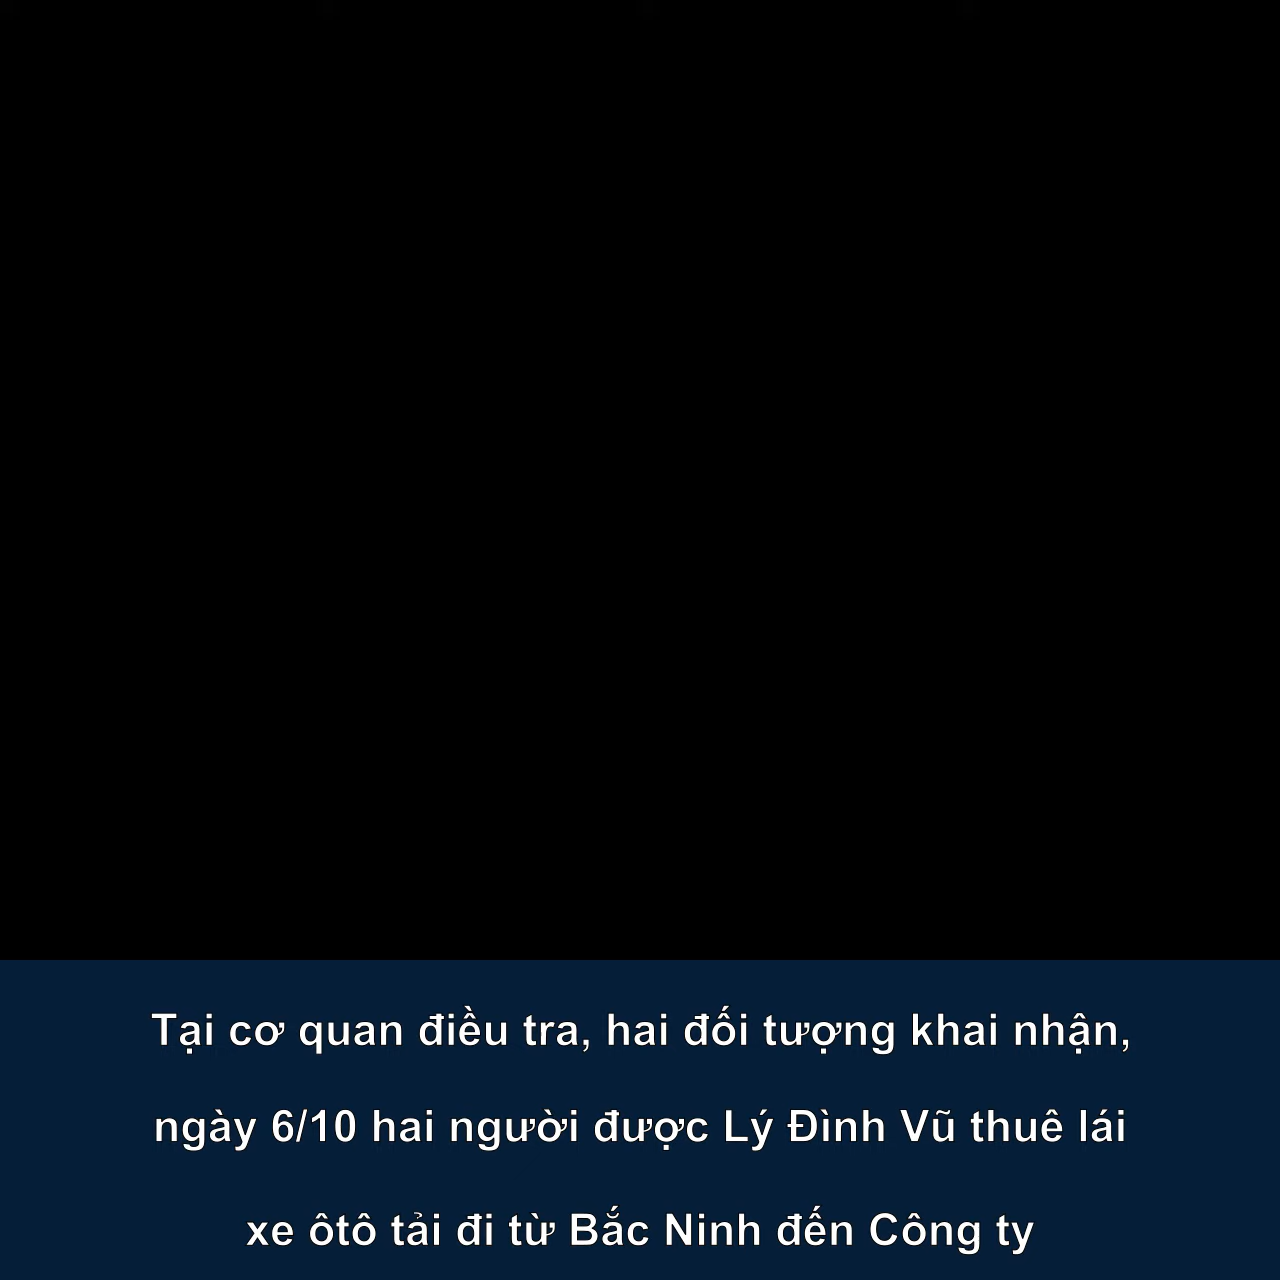 Tại cơ quan điều tra, hai đối tượng khai nhận,
ngày 6/10 hai người được Lý Đình Vũ thuê lái
xe ôtô tải đi từ Bắc Ninh đến Công ty